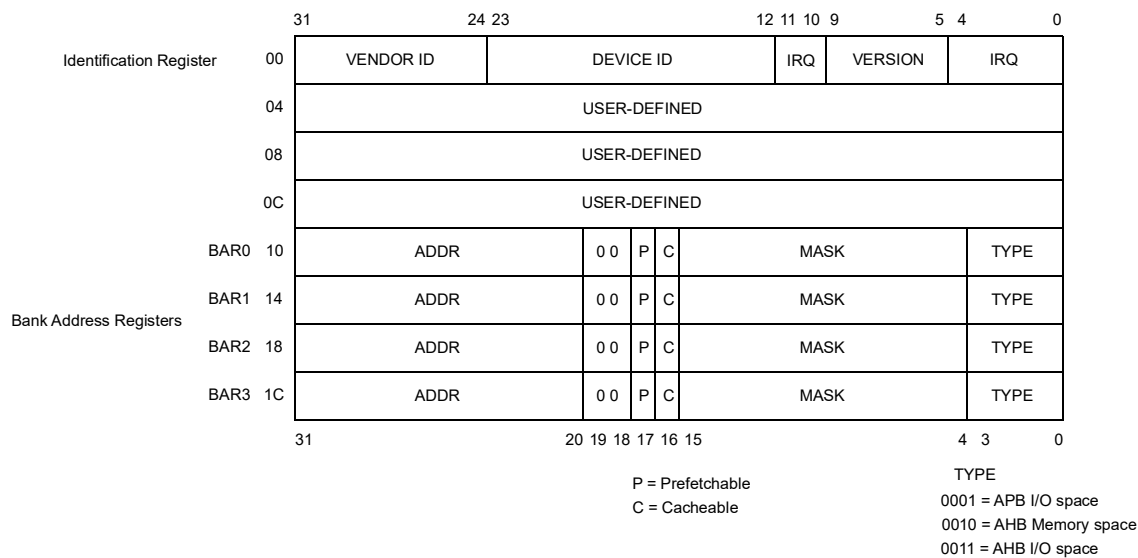 31 24 23 12 11 10 9 5 4 0
Identification Register 00 VENDOR ID DEVICE ID IRQ VERSION IRQ
04 USER-DEFINED
08 USER-DEFINED
0C USER-DEFINED
BAR0 10 ADDR 0 0 P C MASK TYPE
BAR1 14 ADDR 0 0 P C MASK TYPE
Bank Address Registers
BAR2 18 ADDR 0 0 P C MASK TYPE
BAR3 1C ADDR 0 0 P C MASK TYPE
31 20 19 18 17 16 15 4 3 0
P = Prefetchable
C = Cacheable
TYPE
0001 = APB I/O space
0010 = AHB Memory space
0011 = AHB I/O space